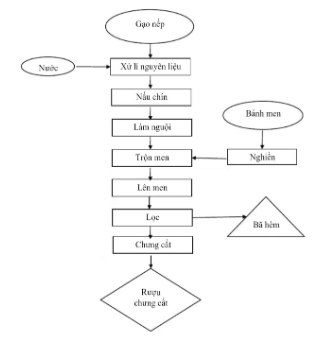 Gạo nếp
Nước
Xử lí nguyên liệu
Nấu chín
Làm nguội
Bánh men
Trộn men
Nghiền
Lên men
Lọc
Bã hèm
Chưng cất
Rượu
chưng cất